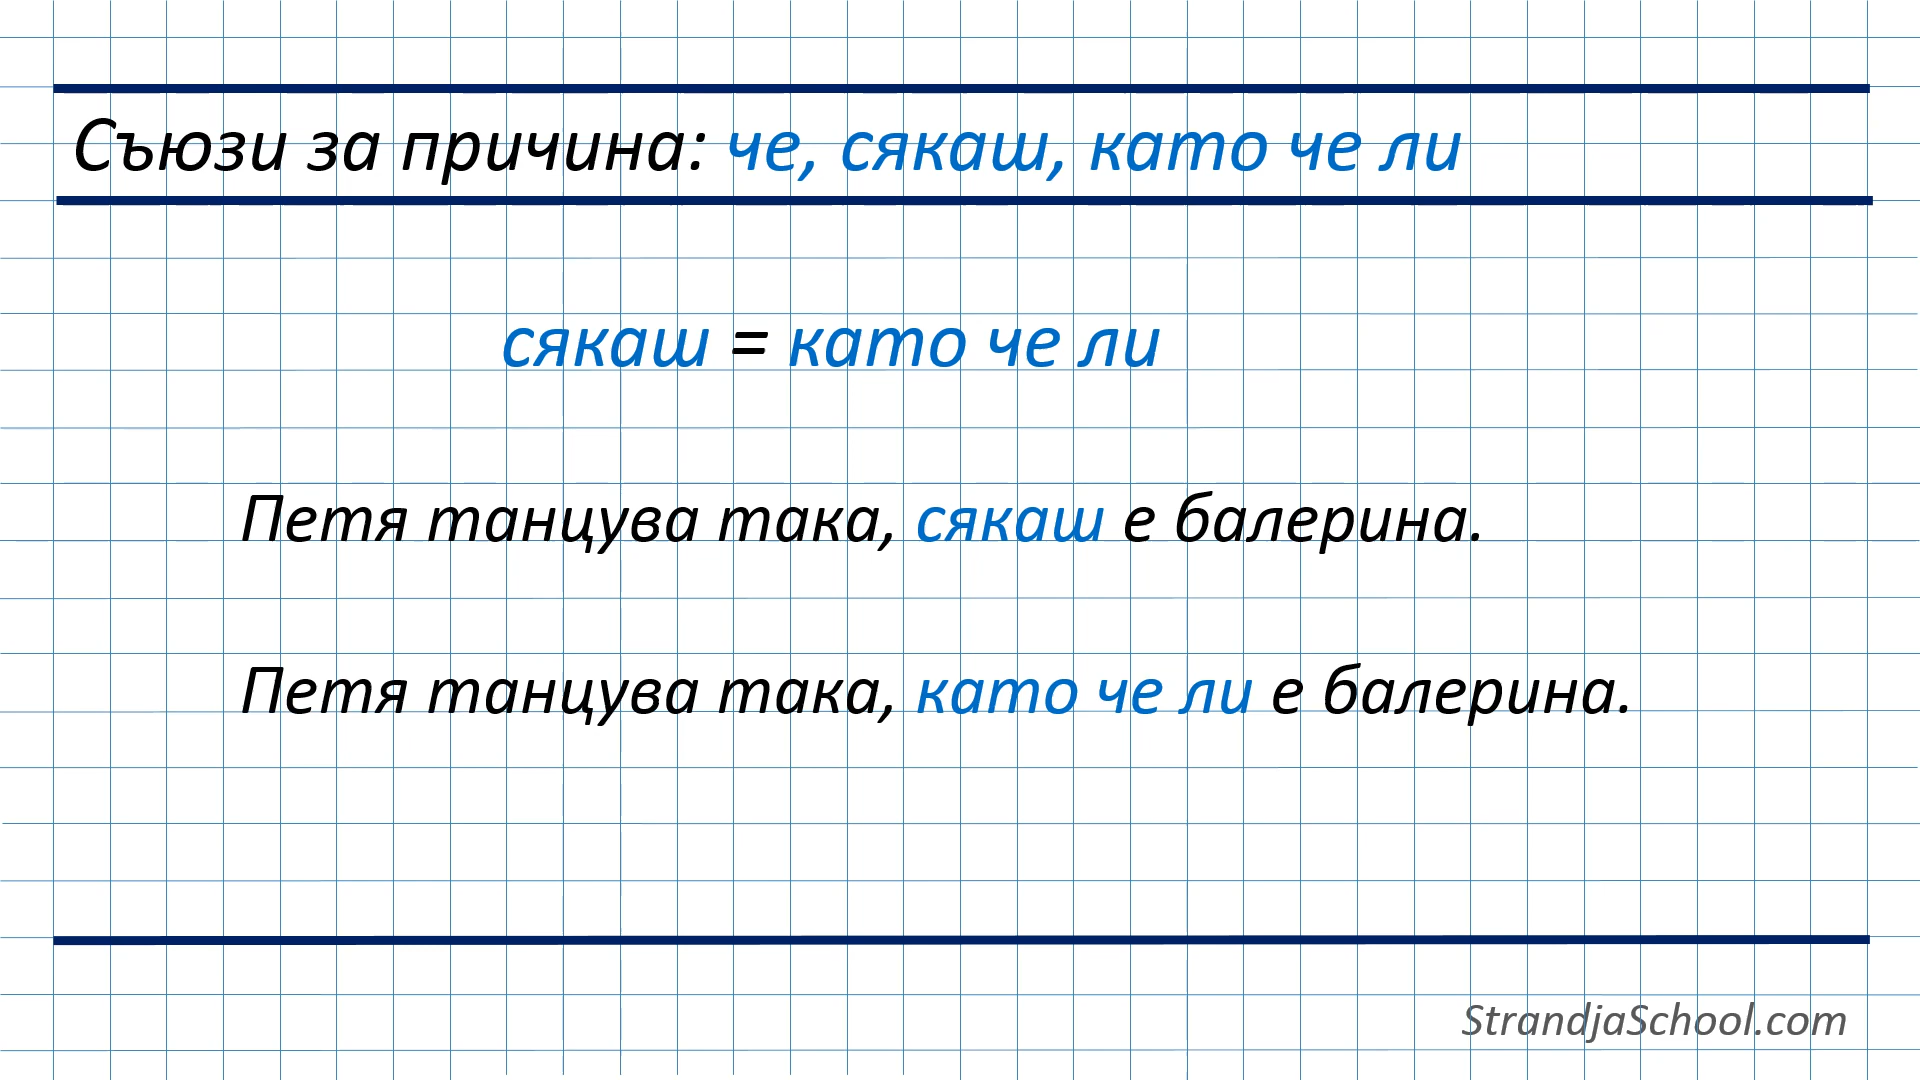 Съюзи за причина: че, сякаш, като че ли
сякаш = като че ли
Петя танцува така, сякаш е балерина.
Петя танцува така, като че ли е балерина.
StrandjaSchool.com